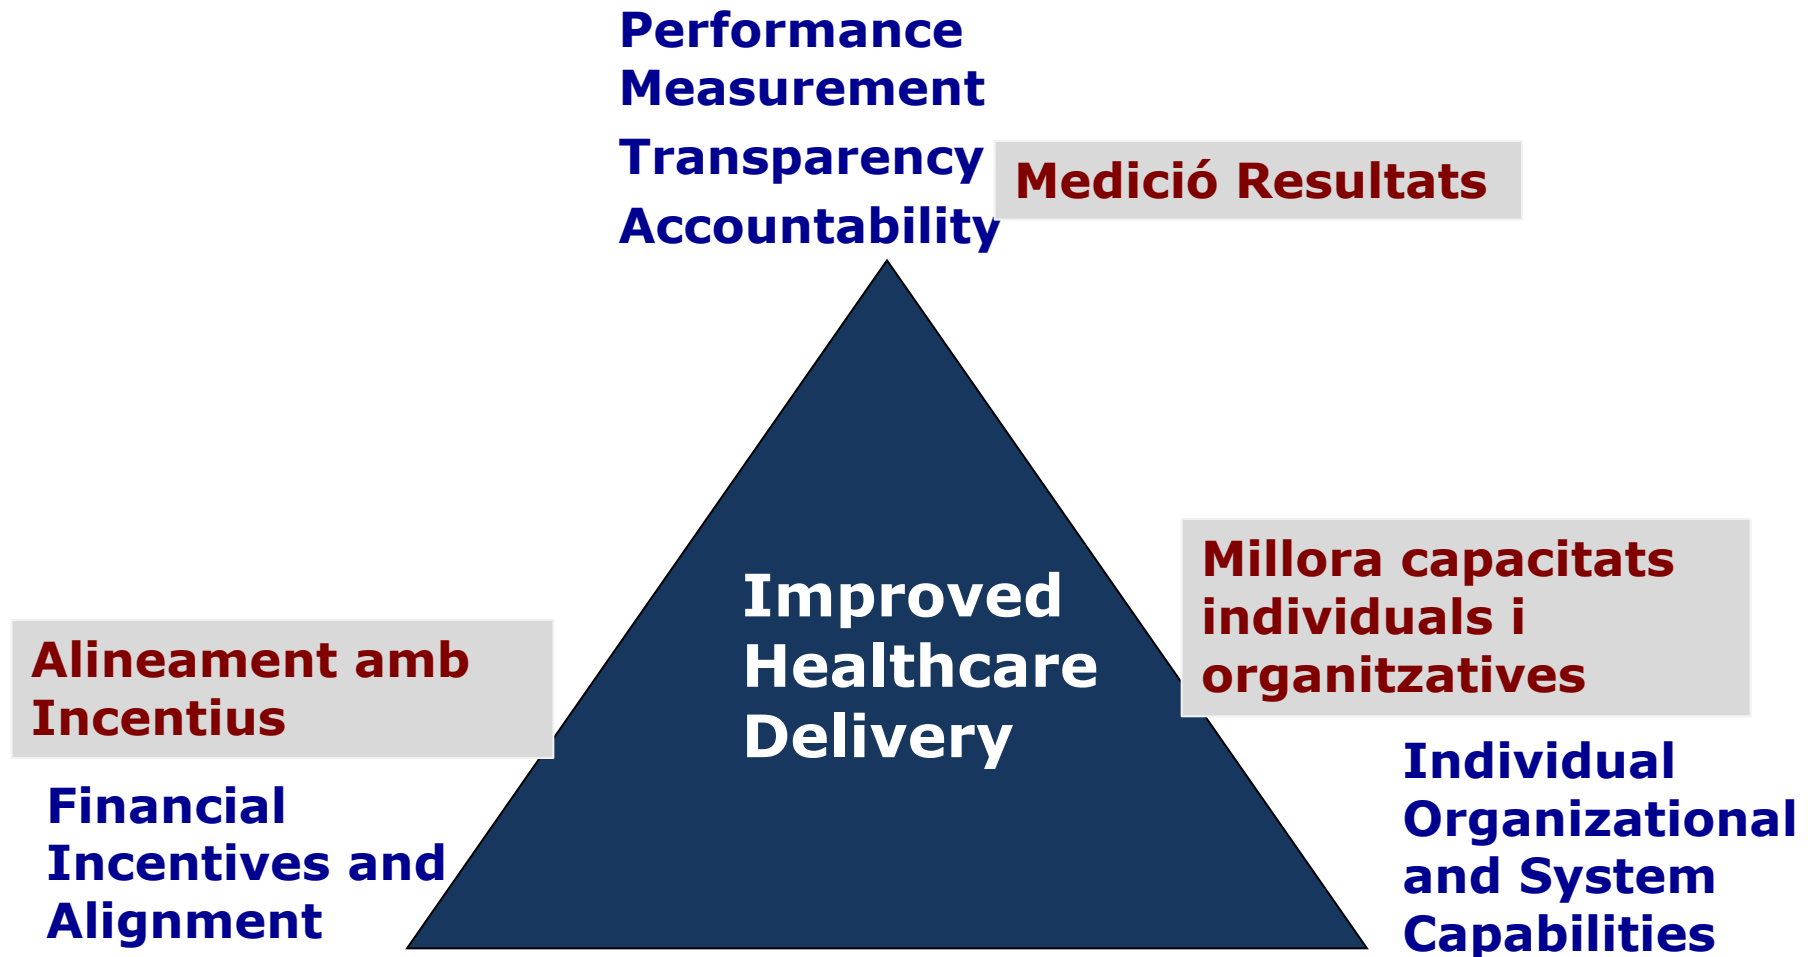 Performance
Measurement
Transparency
Accountability
Medició Resultats
Improved
Healthcare
Delivery
Millora capacitats
individuals i
organitzatives
Alineament amb
Incentius
Financial
Incentives and
Alignment
Individual
Organizational
and System
Capabilities